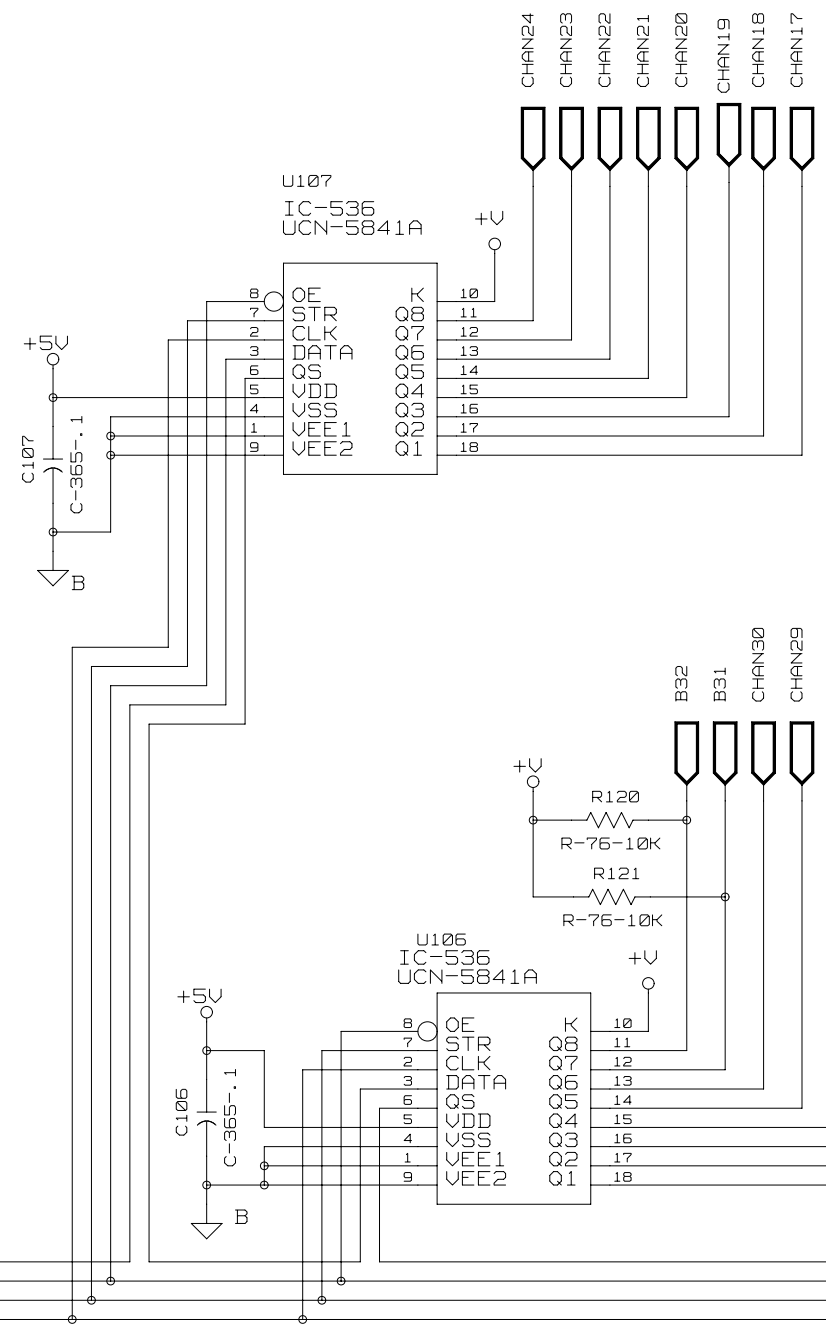 CHAN24
CHAN23
CHAN22
CHAN21
CHAN20
CHAN19
CHAN18
CHAN17
U107
IC-536
UCN-5841A
+V
8 OE K 10
7 STR Q8 11
2 CLK Q7 12
3 DATA Q6 13
6 QS Q5 14
5 VDD Q4 15
4 VSS Q3 16
1 VEE1 Q2 17
9 VEE2 Q1 18
+5V
C107
C-365-.1
B
B32
B31
CHAN30
CHAN29
+V
R120
R-76-10K
R121
R-76-10K
U106
IC-536
UCN-5841A
+V
8 OE K 10
7 STR Q8 11
2 CLK Q7 12
3 DATA Q6 13
6 QS Q5 14
5 VDD Q4 15
4 VSS Q3 16
1 VEE1 Q2 17
9 VEE2 Q1 18
+5V
C106
C-365-.1
B